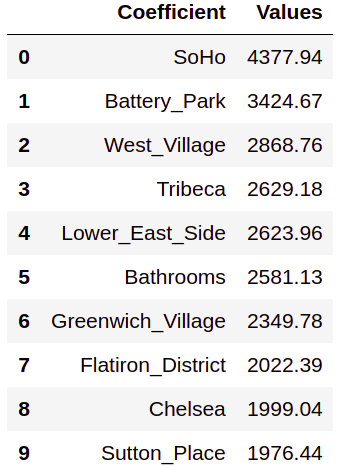 Coefficient Values
0 SoHo 4377.94
1 Battery_Park 3424.67
2 West_Village 2868.76
3 Tribeca 2629.18
4 Lower_East_Side 2623.96
5 Bathrooms 2581.13
6 Greenwich_Village 2349.78
7 Flatiron_District 2022.39
8 Chelsea 1999.04
9 Sutton_Place 1976.44